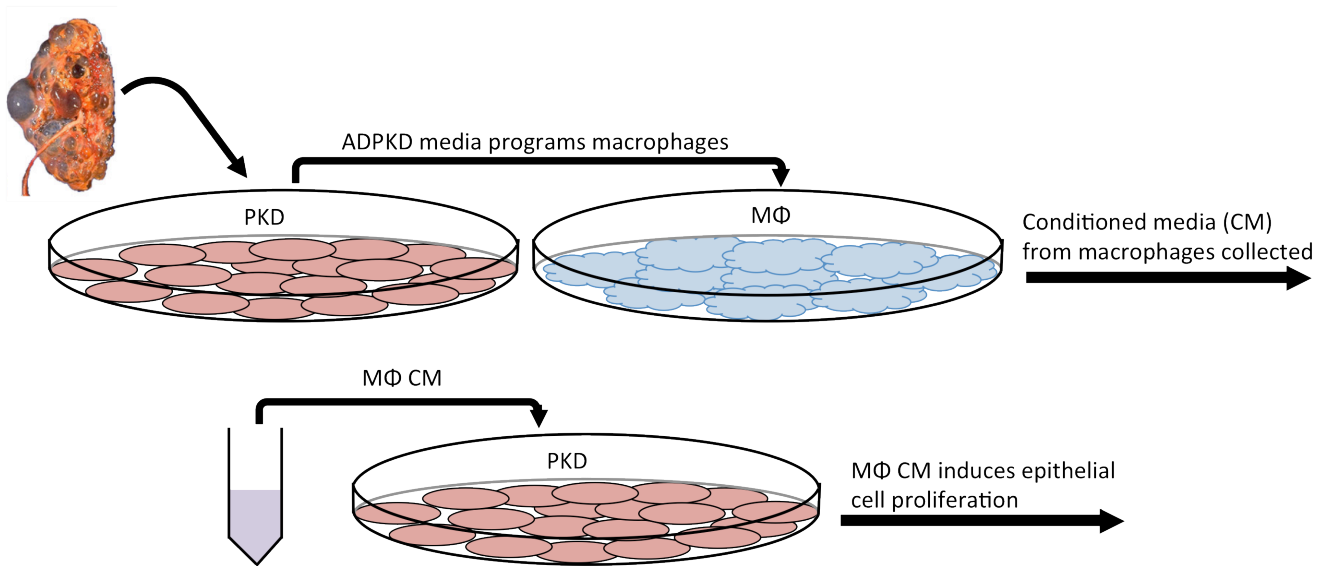 ADPKD media programs macrophages
PKD
MΦ
Conditioned media (CM)
from macrophages collected
MΦ CM
PKD
MΦ CM induces epithelial
cell proliferation